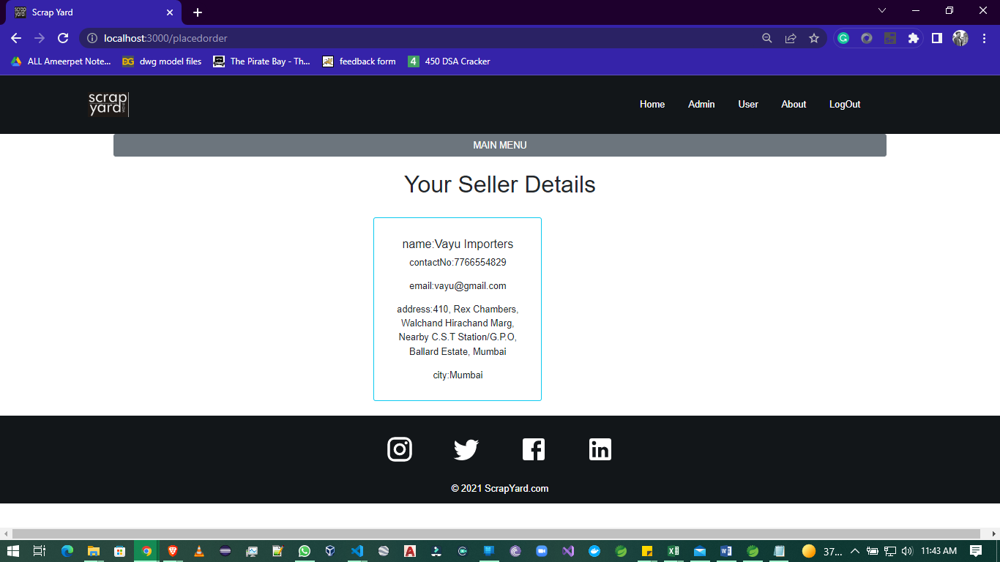 Scrap Yard
localhost:3000/placedorder
ALL Ameerpet Note...
DG
dwg model files
The Pirate Bay - Th...
feedback form
4
450 DSA Cracker
scrap
yard
Home
Admin
User
About
LogOut
MAIN MENU
Your Seller Details
name:Vayu Importers
contactNo:7766554829
email:vayu@gmail.com
address:410, Rex Chambers,
Walchand Hirachand Marg,
Nearby C.S.T Station/G.P.O,
Ballard Estate, Mumbai
city:Mumbai
© 2021 ScrapYard.com
37...
11:43 AM